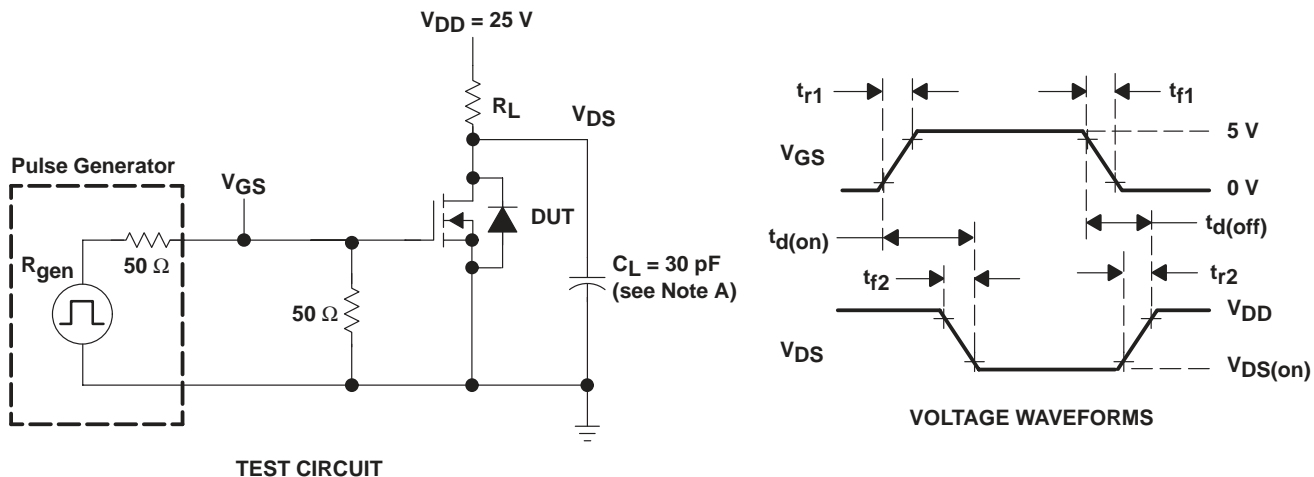 VDD = 25 V
RL
VDS
Pulse Generator
VGS
Rgen
50 Ω
DUT
50 Ω
CL = 30 pF
(see Note A)
TEST CIRCUIT
tr1
tf1
VGS
5 V
0 V
td(on)
td(off)
tf2
tr2
VDS
VDD
VDS(on)
VOLTAGE WAVEFORMS